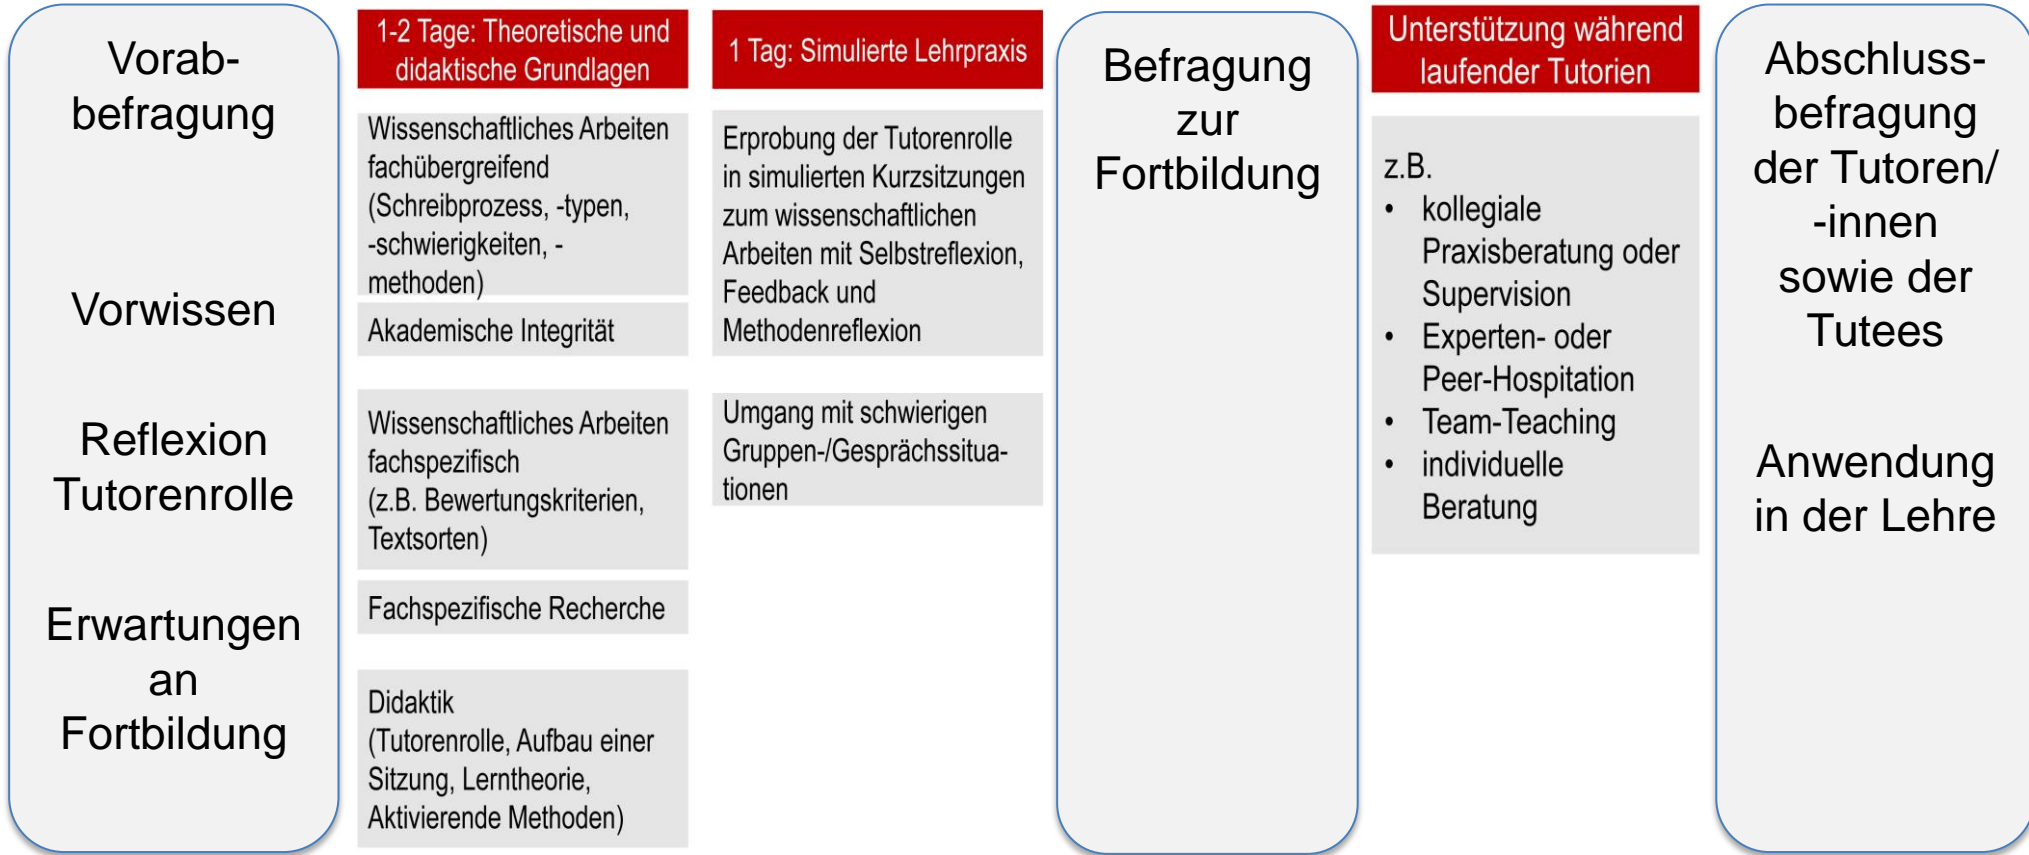 Vorab-
befragung
Vorwissen
Reflexion
Tutorenrolle
Erwartungen
an
Fortbildung
1-2 Tage: Theoretische und
didaktische Grundlagen
Wissenschaftliches Arbeiten
fachübergreifend
(Schreibprozess, -typen,
-schwierigkeiten, -
methoden)
Akademische Integrität
Wissenschaftliches Arbeiten
fachspezifisch
(z.B. Bewertungskriterien,
Textsorten)
Fachspezifische Recherche
Didaktik
(Tutorenrolle, Aufbau einer
Sitzung, Lerntheorie,
Aktivierende Methoden)
1 Tag: Simulierte Lehrpraxis
Erprobung der Tutorenrolle
in simulierten Kurzsitzungen
zum wissenschaftlichen
Arbeiten mit Selbstreflexion,
Feedback und
Methodenreflexion
Umgang mit schwierigen
Gruppen-/Gesprächssitua-
tionen
Befragung
zur
Fortbildung
Unterstützung während
laufender Tutorien
z.B.
• kollegiale
Praxisberatung oder
Supervision
• Experten- oder
Peer-Hospitation
• Team-Teaching
• individuelle
Beratung
Abschluss-
befragung
der Tutoren/
-innen
sowie der
Tutees
Anwendung
in der Lehre